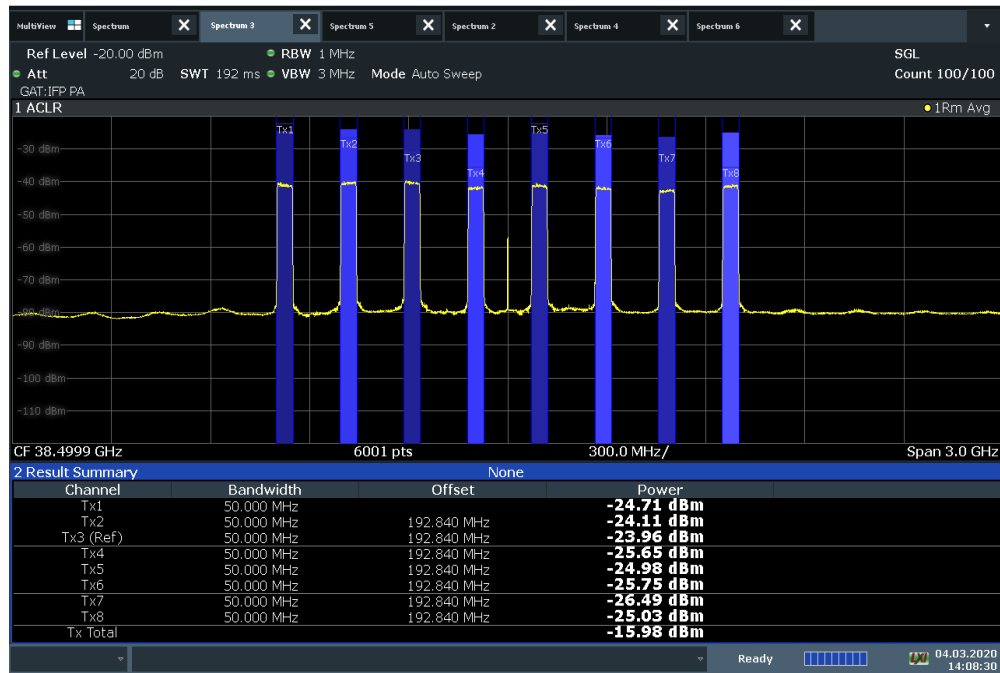 MultiView Spectrum X Spectrum 3 X Spectrum 5 X Spectrum 2 X Spectrum 4 X Spectrum 6 X
Ref Level -20.00 dBm RBW 1 MHz SGL
Att 20 dB SWT 192 ms VBW 3 MHz Mode Auto Sweep Count 100/100
GAT:IFP PA
1 ACLR 1Rm Avg
Tx1 Tx5
Tx2 Tx6
-30 dBm
Tx3 Tx7
Tx4 Tx8
-40 dBm
-50 dBm
-60 dBm
-70 dBm
-80 dBm
-90 dBm
-100 dBm
-110 dBm
CF 38.4999 GHz 6001 pts 300.0 MHz/ Span 3.0 GHz
2 Result Summary None
Channel Bandwidth Offset Power
Tx1 50.000 MHz -24.71 dBm
Tx2 50.000 MHz 192.840 MHz -24.11 dBm
Tx3 (Ref) 50.000 MHz 192.840 MHz -23.96 dBm
Tx4 50.000 MHz 192.840 MHz -25.65 dBm
Tx5 50.000 MHz 192.840 MHz -24.98 dBm
Tx6 50.000 MHz 192.840 MHz -25.75 dBm
Tx7 50.000 MHz 192.840 MHz -26.49 dBm
Tx8 50.000 MHz 192.840 MHz -25.03 dBm
Tx Total -15.98 dBm
Ready LXI 04.03.2020
14:08:30